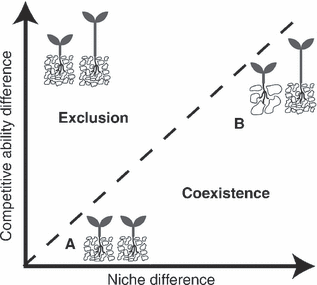 Competitive ability difference
Exclusion
B
Coexistence
A
Niche difference